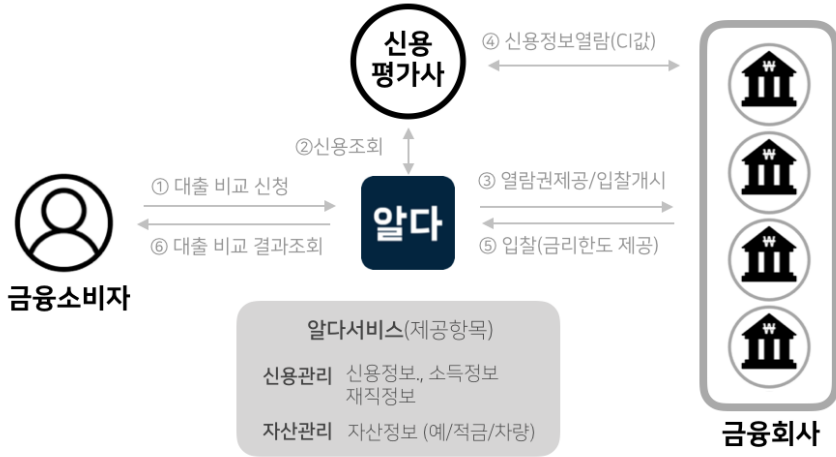 신용
평가사
④ 신용정보열람(CI값)
②신용조회
① 대출 비교 신청
③ 열람권제공/입찰개시
알다
⑥ 대출 비교 결과조회
⑤ 입찰(금리한도 제공)
금융소비자
알다서비스(제공항목)
신용관리 신용정보., 소득정보
재직정보
자산관리 자산정보 (예/적금/차량)
금융회사
₩
₩
₩
₩